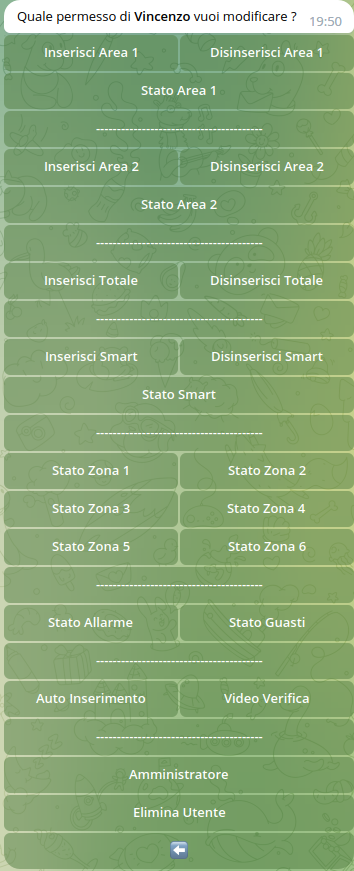 Quale permesso di Vincenzo vuoi modificare ?
19:50
Inserisci Area 1 Disinserisci Area 1
Stato Area 1
----------------------------------------
Inserisci Area 2 Disinserisci Area 2
Stato Area 2
----------------------------------------
Inserisci Totale Disinserisci Totale
----------------------------------------
Inserisci Smart Disinserisci Smart
Stato Smart
----------------------------------------
Stato Zona 1 Stato Zona 2
Stato Zona 3 Stato Zona 4
Stato Zona 5 Stato Zona 6
----------------------------------------
Stato Allarme Stato Guasti
----------------------------------------
Auto Inserimento Video Verifica
----------------------------------------
Amministratore
Elimina Utente